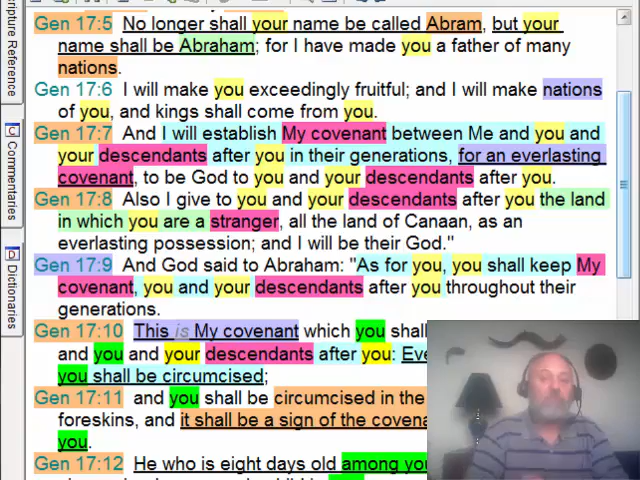 Scripture Reference
Commentaries
Dictionaries
Gen 17:5 No longer shall your name be called Abram, but your
name shall be Abraham; for I have made you a father of many
nations.
Gen 17:6 I will make you exceedingly fruitful; and I will make nations
of you, and kings shall come from you.
Gen 17:7 And I will establish My covenant between Me and you and
your descendants after you in their generations, for an everlasting
covenant, to be God to you and your descendants after you.
Gen 17:8 Also I give to you and your descendants after you the land
in which you are a stranger, all the land of Canaan, as an
everlasting possession; and I will be their God."
Gen 17:9 And God said to Abraham: "As for you, you shall keep My
covenant, you and your descendants after you throughout their
generations.
Gen 17:10 This is My covenant which you shal
and you and your descendants after you: Eve
you shall be circumcised;
Gen 17:11 and you shall be circumcised in the
foreskins, and it shall be a sign of the covena
you.
Gen 17:12 He who is eight days old among you